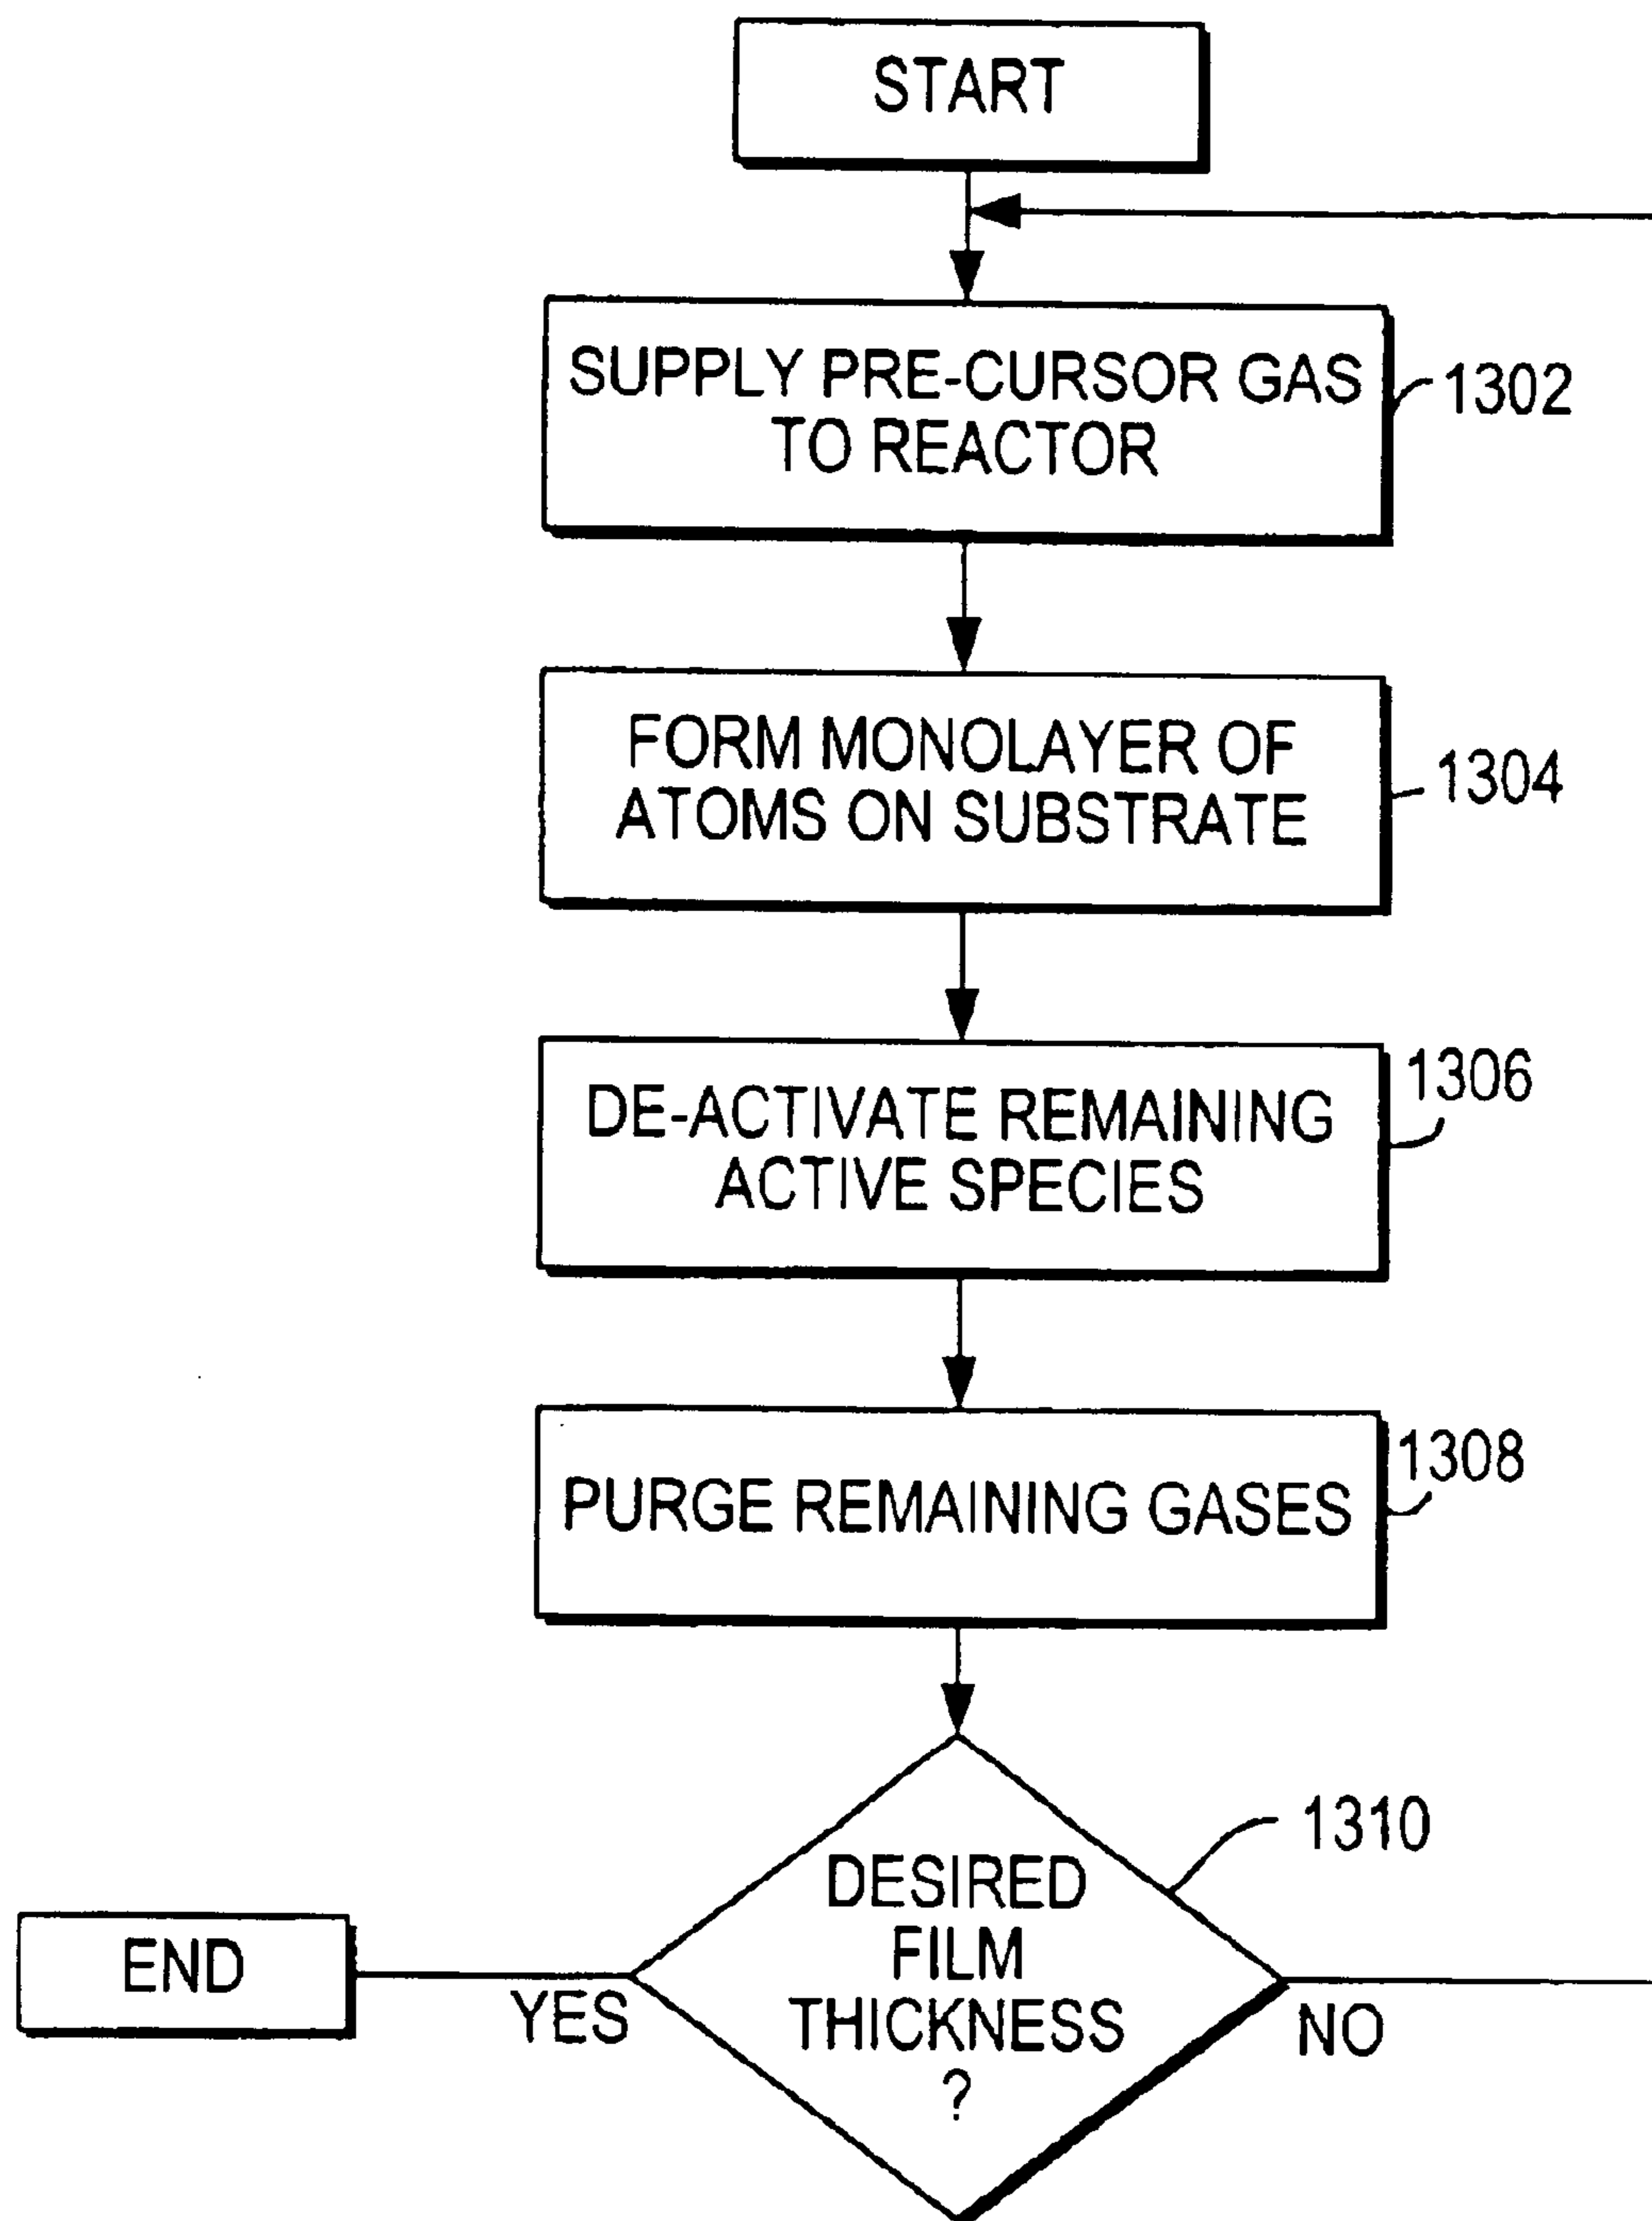 START
SUPPLY PRE-CURSOR GAS
TO REACTOR
1302
FORM MONOLAYER OF
ATOMS ON SUBSTRATE
1304
DE-ACTIVATE REMAINING
ACTIVE SPECIES
1306
PURGE REMAINING GASES
1308
DESIRED
FILM
THICKNESS
?
1310
END
YES
NO